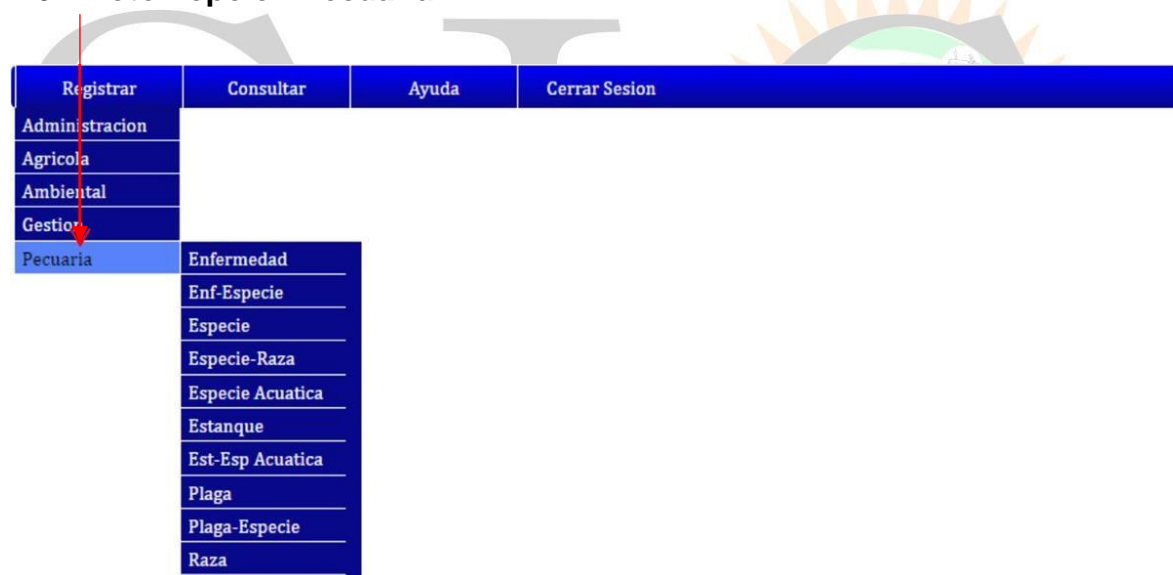 Registrar Consultar Ayuda Cerrar Sesion
Administracion
Agricola
Ambiental
Gestion
Pecuaria Enfermedad
Enf-Especie
Especie
Especie-Raza
Especie Acuatica
Estanque
Est-Esp Acuatica
Plaga
Plaga-Especie
Raza